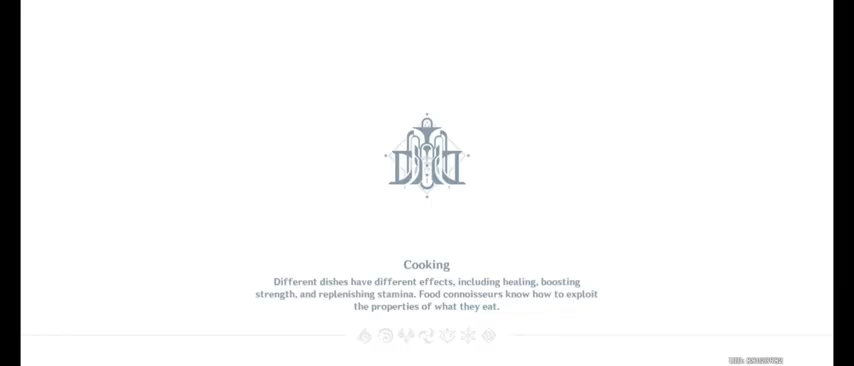 Cooking
Different dishes have different effects, including healing, boosting
strength, and replenishing stamina. Food connoisseurs know how to exploit
the properties of what they eat.